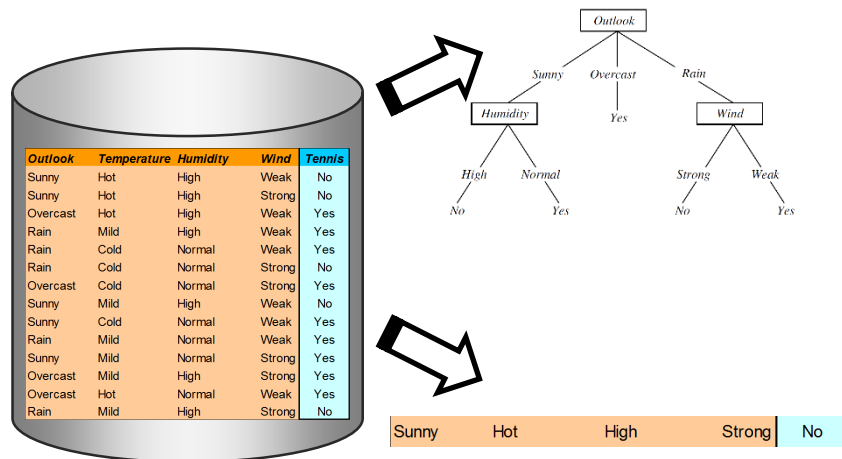 Outlook
Sunny Overcast Rain
Humidity Yes Wind
High Normal Strong Weak
No Yes No Yes
Outlook Temperature Humidity Wind Tennis
Sunny Hot High Weak No
Sunny Hot High Strong No
Overcast Hot High Weak Yes
Rain Mild High Weak Yes
Rain Cold Normal Weak Yes
Rain Cold Normal Strong No
Overcast Cold Normal Strong Yes
Sunny Mild High Weak No
Sunny Cold Normal Weak Yes
Rain Mild Normal Weak Yes
Sunny Mild Normal Strong Yes
Overcast Mild High Strong Yes
Overcast Hot Normal Weak Yes
Rain Mild High Strong No
Sunny Hot High Strong No